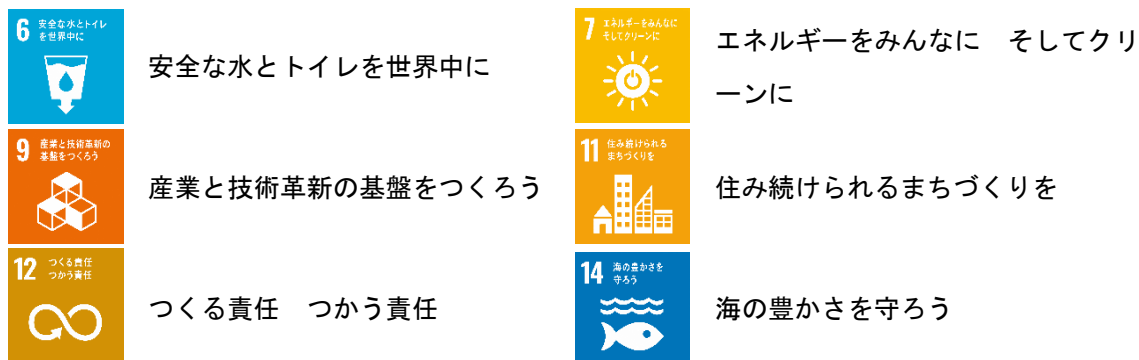 6 安全な水とトイレ
を世界中に
安全な水とトイレを世界中に
7 エネルギーをみんなに
そしてクリーンに
エネルギーをみんなに　そしてクリ
ーンに
9 産業と技術革新の
基盤をつくろう
産業と技術革新の基盤をつくろう
11 住み続けられる
まちづくりを
住み続けられるまちづくりを
12 つくる責任
つかう責任
つくる責任　つかう責任
14 海の豊かさを
守ろう
海の豊かさを守ろう